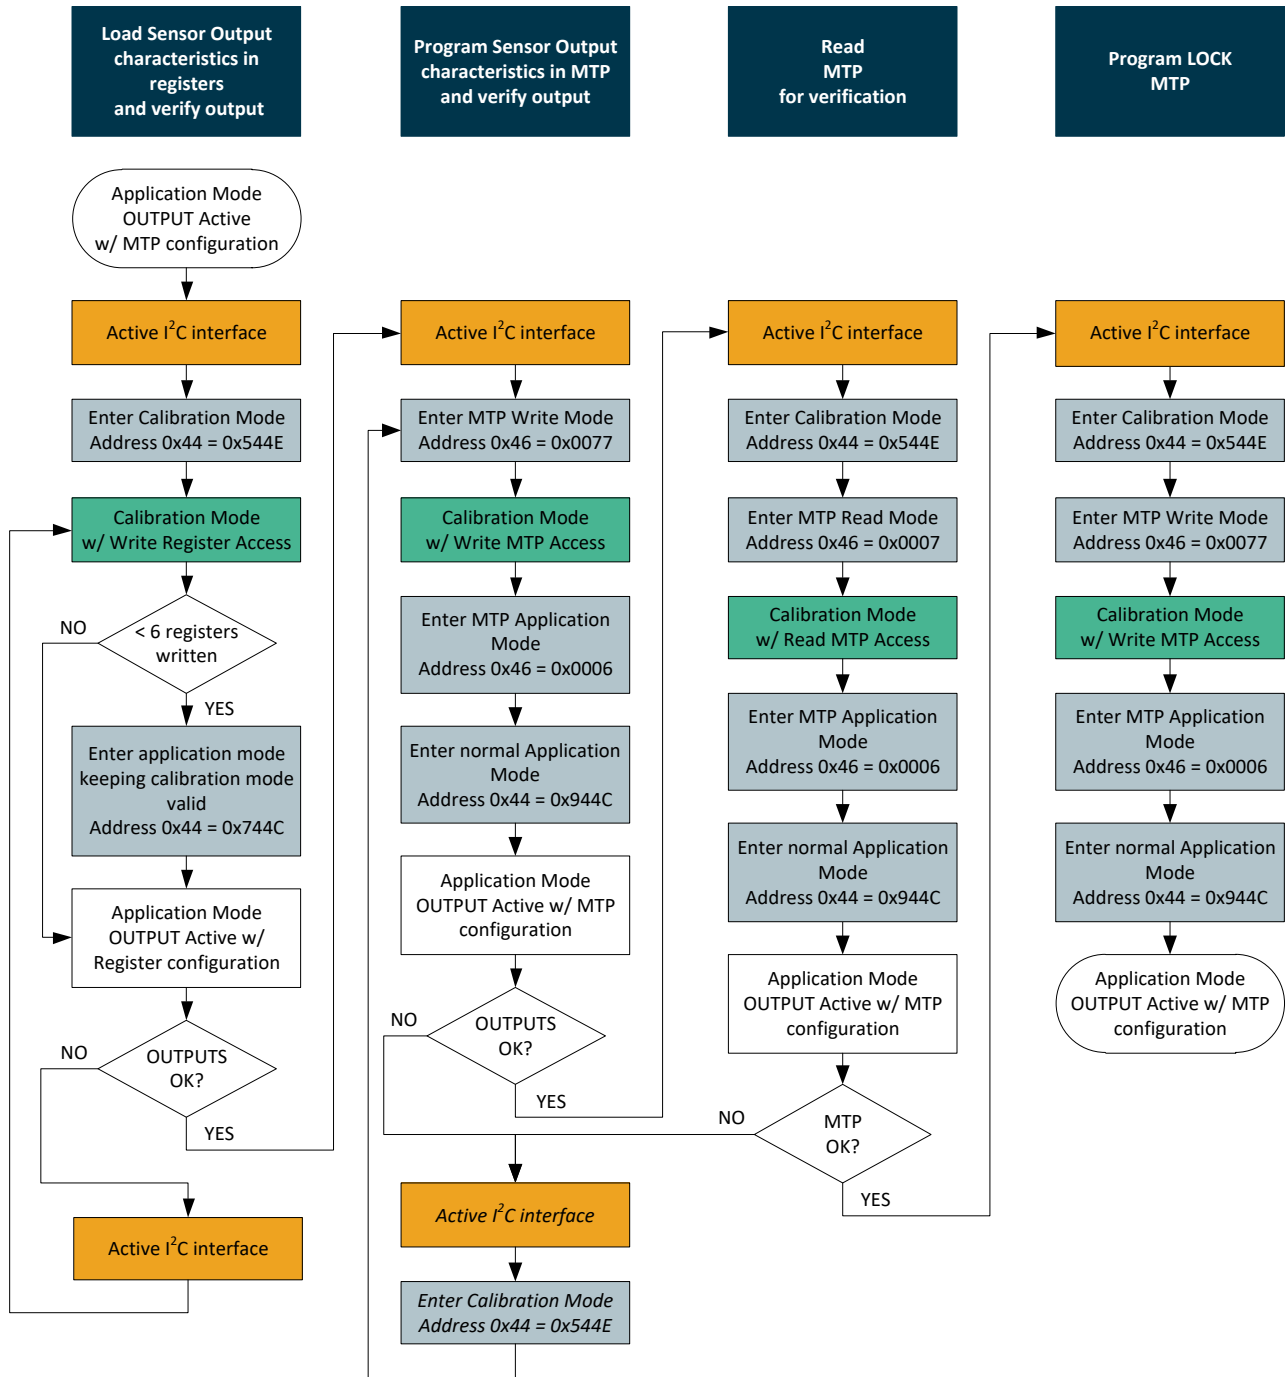 Load Sensor Output
characteristics in
registers
and verify output
Application Mode
OUTPUT Active
w/ MTP configuration
Active I²C interface
Enter Calibration Mode
Address 0x44 = 0x544E
Calibration Mode
w/ Write Register Access
< 6 registers
written
NO
YES
Enter application mode
keeping calibration mode
valid
Address 0x44 = 0x744C
Application Mode
OUTPUT Active w/
Register configuration
OUTPUTS
OK?
NO
YES
Active I²C interface
Program Sensor Output
characteristics in MTP
and verify output
Active I²C interface
Enter MTP Write Mode
Address 0x46 = 0x0077
Calibration Mode
w/ Write MTP Access
Enter MTP Application
Mode
Address 0x46 = 0x0006
Enter normal Application
Mode
Address 0x44 = 0x944C
Application Mode
OUTPUT Active w/ MTP
configuration
OUTPUTS
OK?
NO
YES
Active I²C interface
Enter Calibration Mode
Address 0x44 = 0x544E
Read
MTP
for verification
Active I²C interface
Enter Calibration Mode
Address 0x44 = 0x544E
Enter MTP Read Mode
Address 0x46 = 0x0007
Calibration Mode
w/ Read MTP Access
Enter MTP Application
Mode
Address 0x46 = 0x0006
Enter normal Application
Mode
Address 0x44 = 0x944C
Application Mode
OUTPUT Active w/ MTP
configuration
MTP
OK?
NO
YES
Program LOCK
MTP
Active I²C interface
Enter Calibration Mode
Address 0x44 = 0x544E
Enter MTP Write Mode
Address 0x46 = 0x0077
Calibration Mode
w/ Write MTP Access
Enter MTP Application
Mode
Address 0x46 = 0x0006
Enter normal Application
Mode
Address 0x44 = 0x944C
Application Mode
OUTPUT Active w/ MTP
configuration